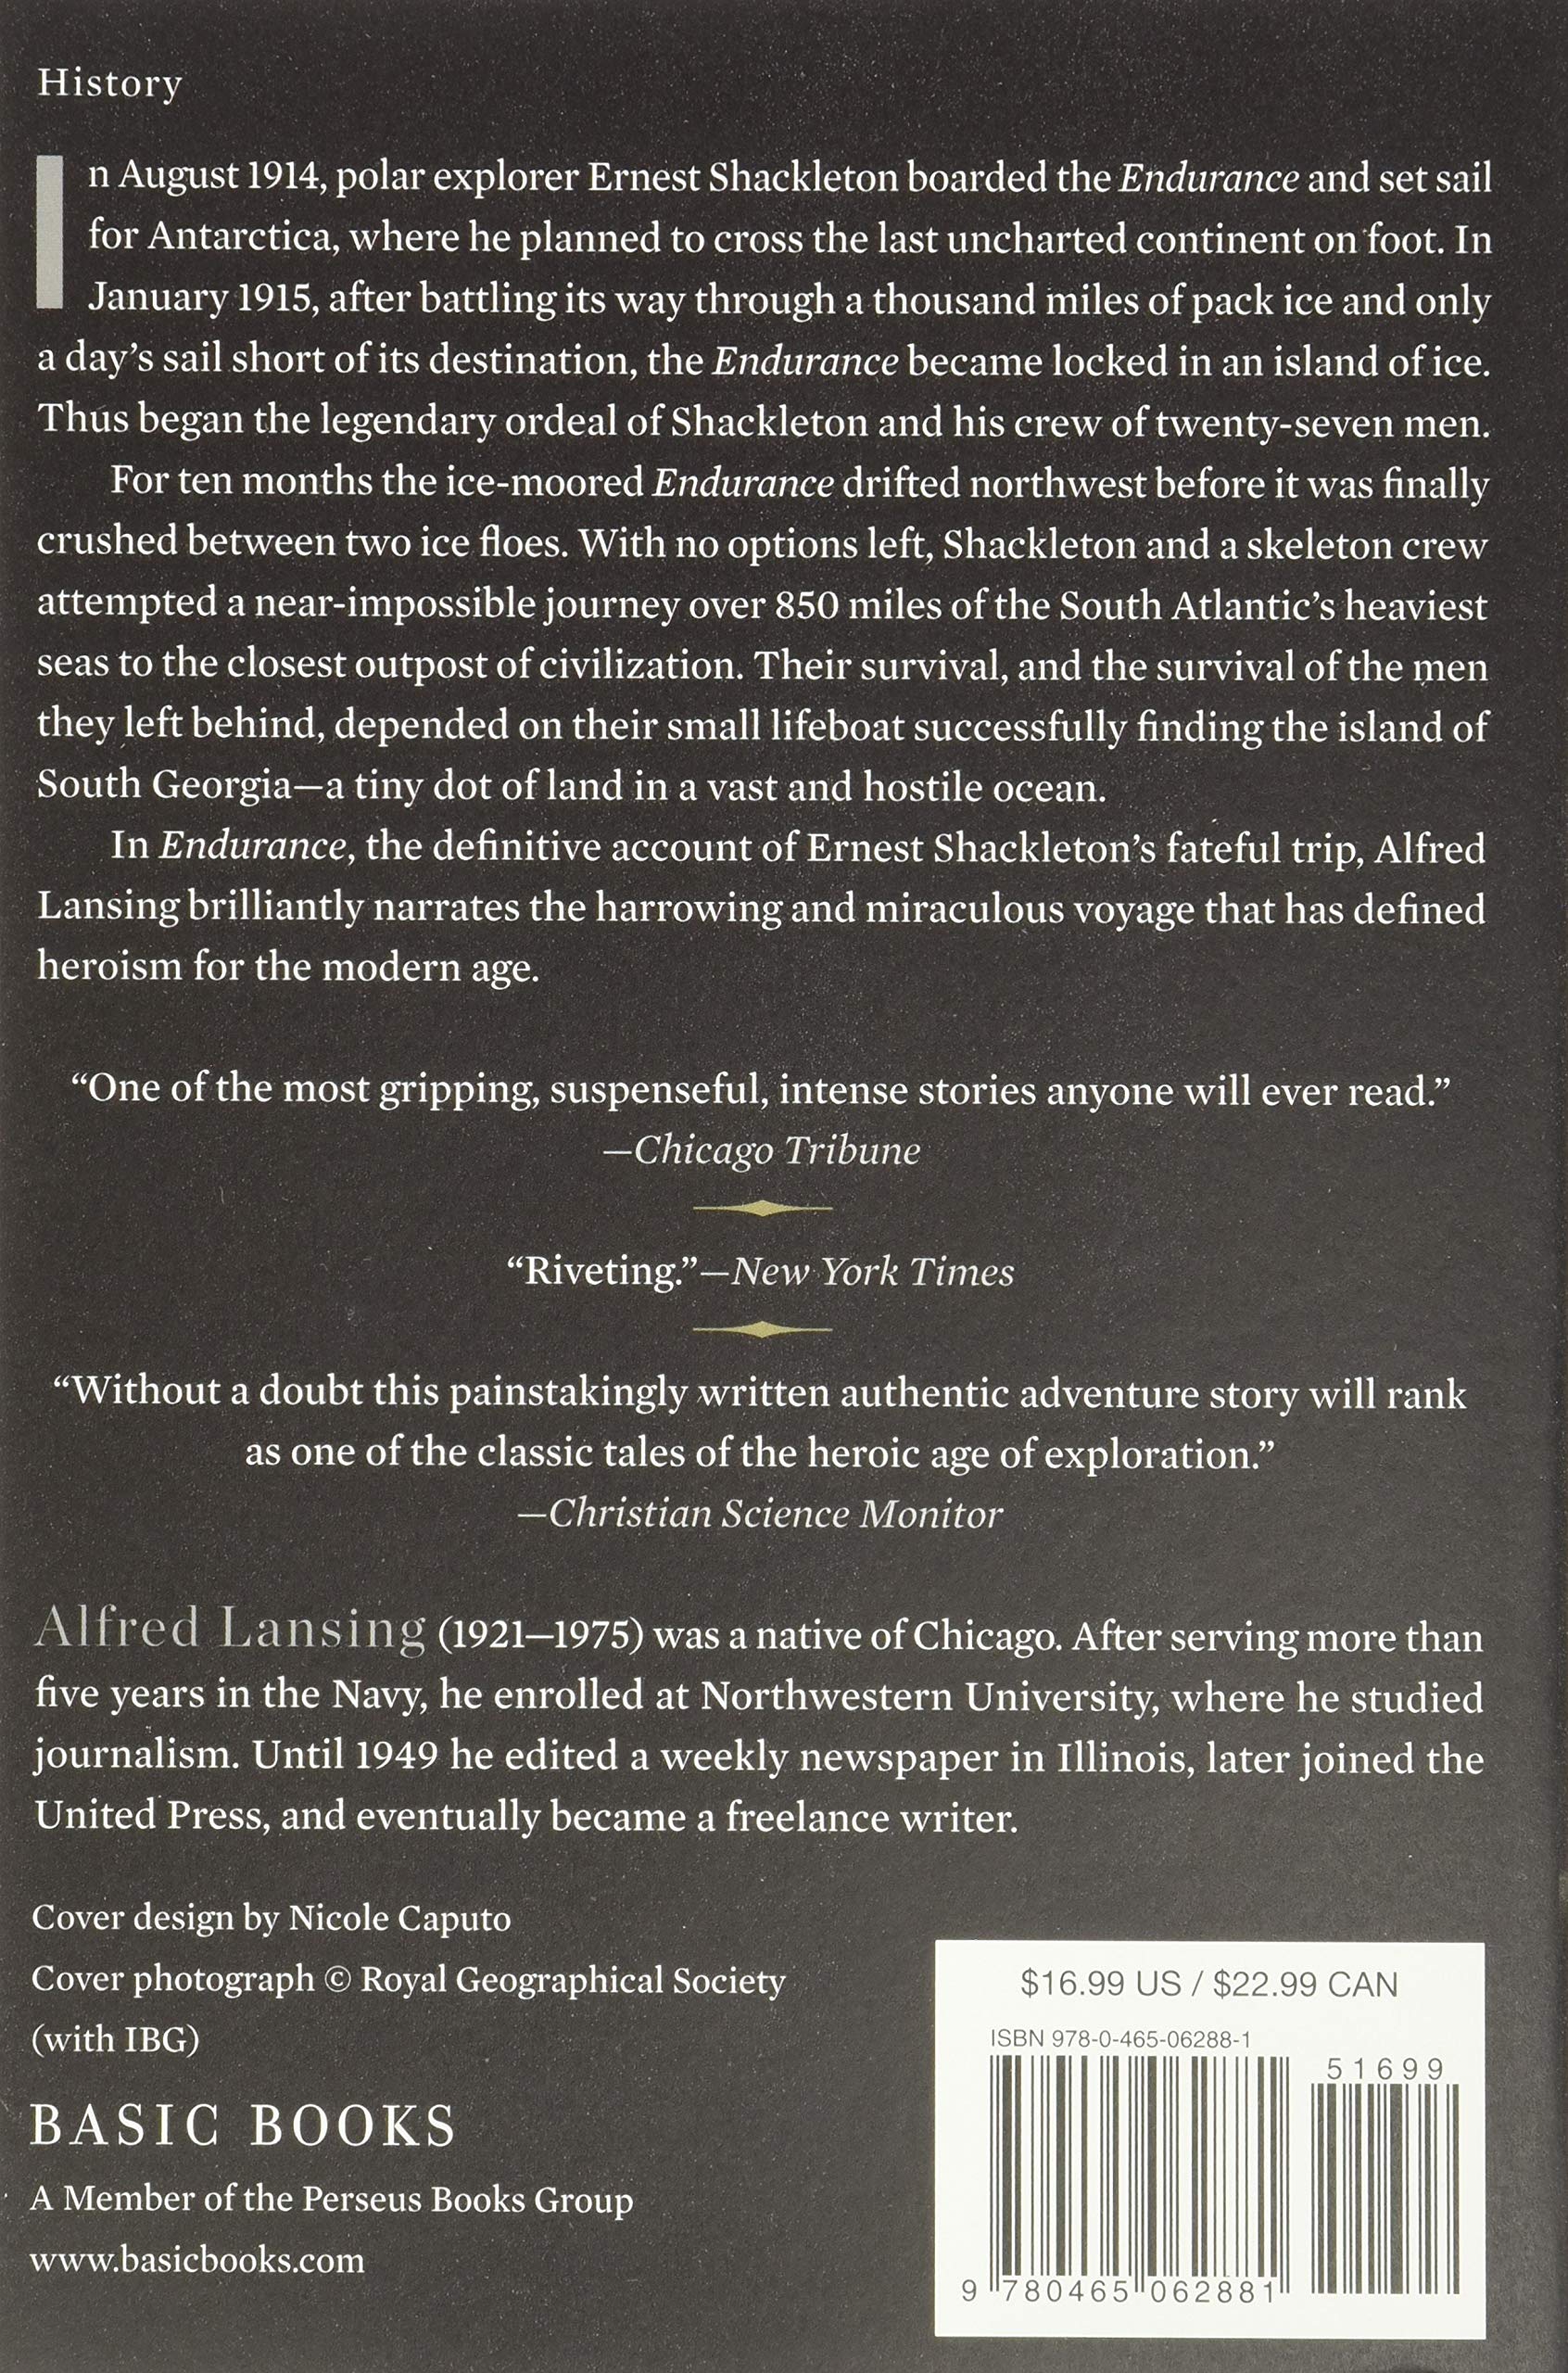 History
In August 1914, polar explorer Ernest Shackleton boarded the Endurance and set sail
for Antarctica, where he planned to cross the last uncharted continent on foot. In
January 1915, after battling its way through a thousand miles of pack ice and only
a day’s sail short of its destination, the Endurance became locked in an island of ice.
Thus began the legendary ordeal of Shackleton and his crew of twenty-seven men.
For ten months the ice-moored Endurance drifted northwest before it was finally
crushed between two ice floes. With no options left, Shackleton and a skeleton crew
attempted a near-impossible journey over 850 miles of the South Atlantic’s heaviest
seas to the closest outpost of civilization. Their survival, and the survival of the men
they left behind, depended on their small lifeboat successfully finding the island of
South Georgia—a tiny dot of land in a vast and hostile ocean.
In Endurance, the definitive account of Ernest Shackleton’s fateful trip, Alfred
Lansing brilliantly narrates the harrowing and miraculous voyage that has defined
heroism for the modern age.
“One of the most gripping, suspenseful, intense stories anyone will ever read.”
—Chicago Tribune
“Riveting.”—New York Times
“Without a doubt this painstakingly written authentic adventure story will rank
as one of the classic tales of the heroic age of exploration.”
—Christian Science Monitor
Alfred Lansing (1921–1975) was a native of Chicago. After serving more than
five years in the Navy, he enrolled at Northwestern University, where he studied
journalism. Until 1949 he edited a weekly newspaper in Illinois, later joined the
United Press, and eventually became a freelance writer.
Cover design by Nicole Caputo
Cover photograph © Royal Geographical Society
(with IBG)
BASIC BOOKS
A Member of the Perseus Books Group
www.basicbooks.com
$16.99 US / $22.99 CAN
ISBN 978-0-465-06288-1
51699
9 780465 062881